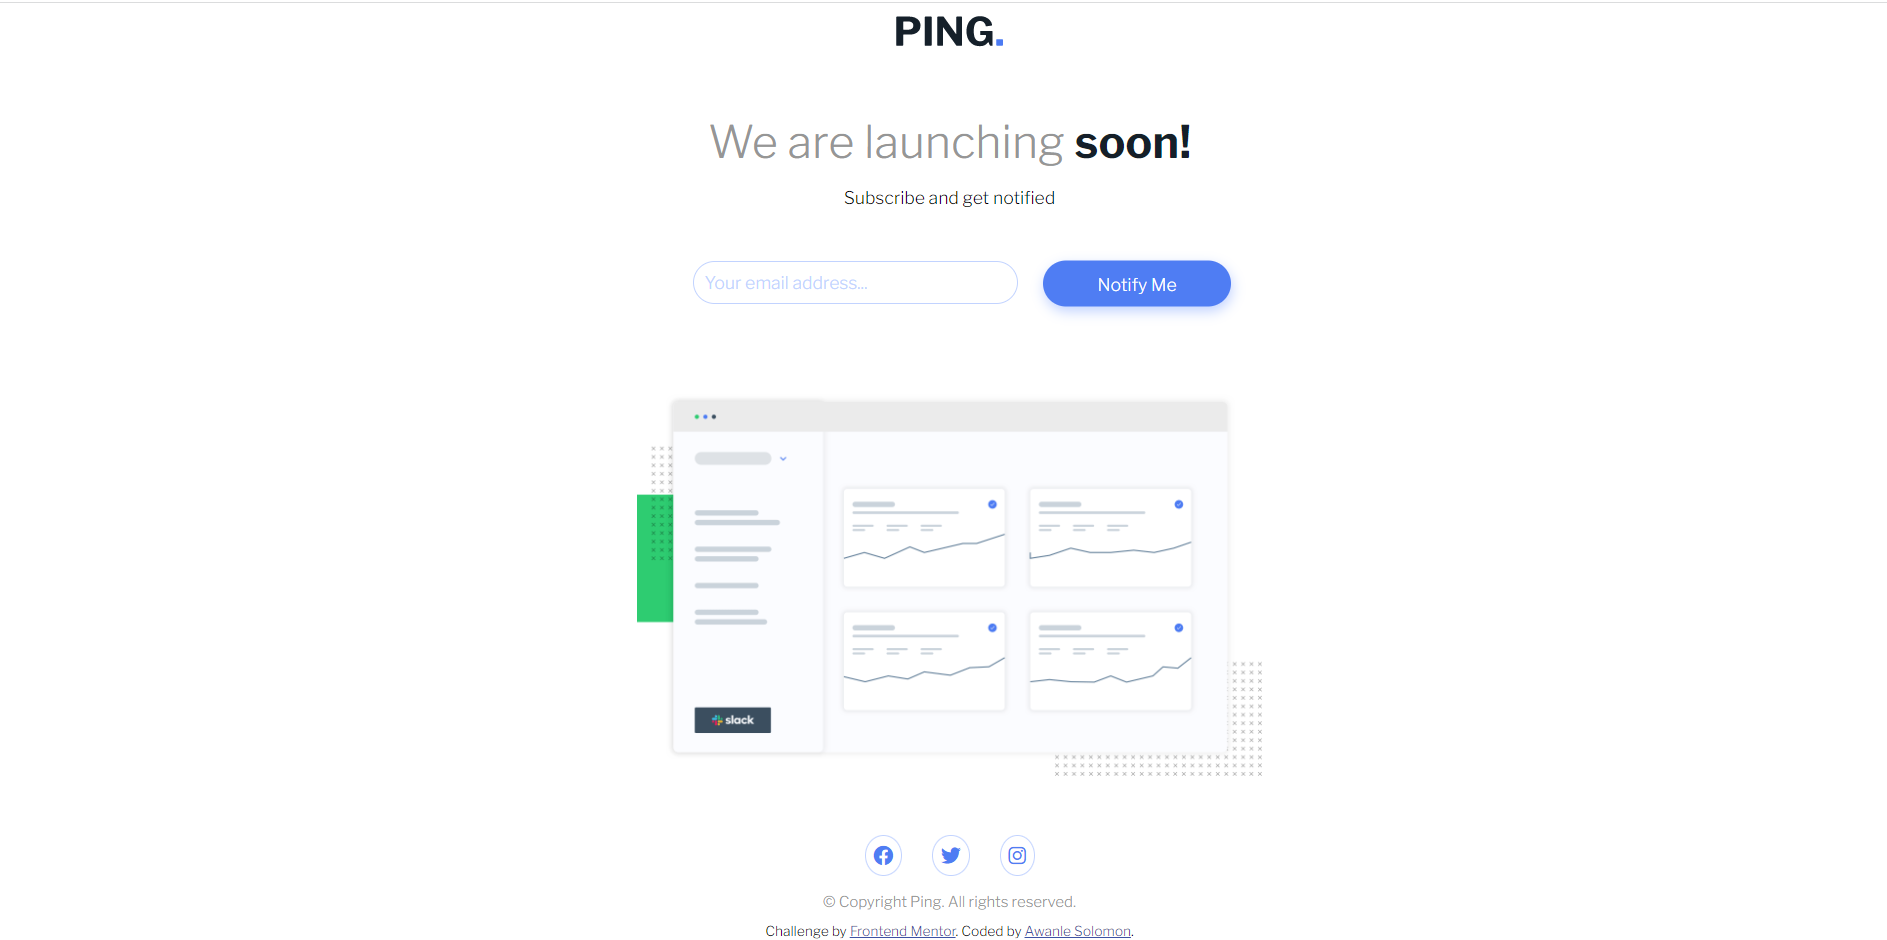 PING.
We are launching soon!
Subscribe and get notified
Your email address...
Notify Me
slack
© Copyright Ping. All rights reserved.
Challenge by Frontend Mentor. Coded by Awanle Solomon.